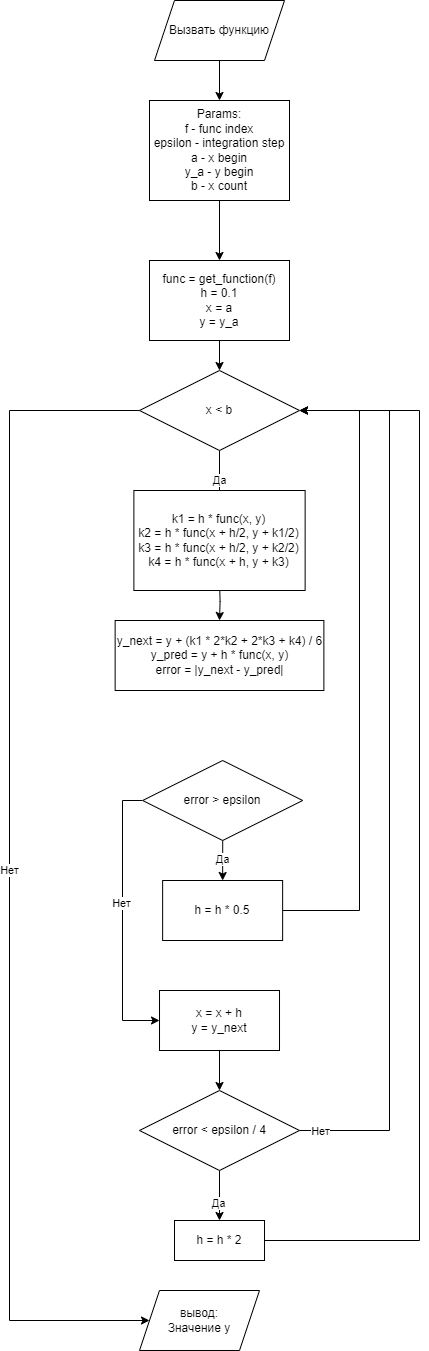 Вызвать функцию
Params:
f - func index
epsilon - integration step
a - x begin
y_a - y begin
b - x count
func = get_function(f)
h = 0.1
x = a
y = y_a
x < b
Да
k1 = h * func(x, y)
k2 = h * func(x + h/2, y + k1/2)
k3 = h * func(x + h/2, y + k2/2)
k4 = h * func(x + h, y + k3)
y_next = y + (k1 * 2*k2 + 2*k3 + k4) / 6
y_pred = y + h * func(x, y)
error = |y_next - y_pred|
error > epsilon
Да
Нет
h = h * 0.5
Нет
x = x + h
y = y_next
error < epsilon / 4
Нет
Да
h = h * 2
вывод:
Значение y